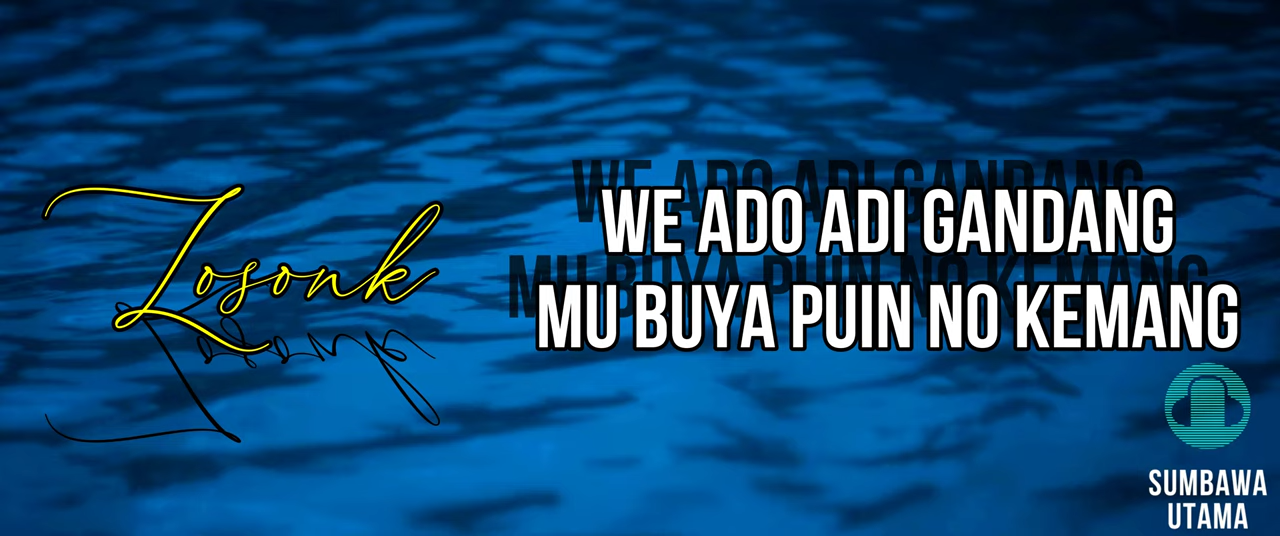 Zosonk
WE ADO ADI GANDANG
MU BUYA PUIN NO KEMANG
SUMBAWA
UTAMA